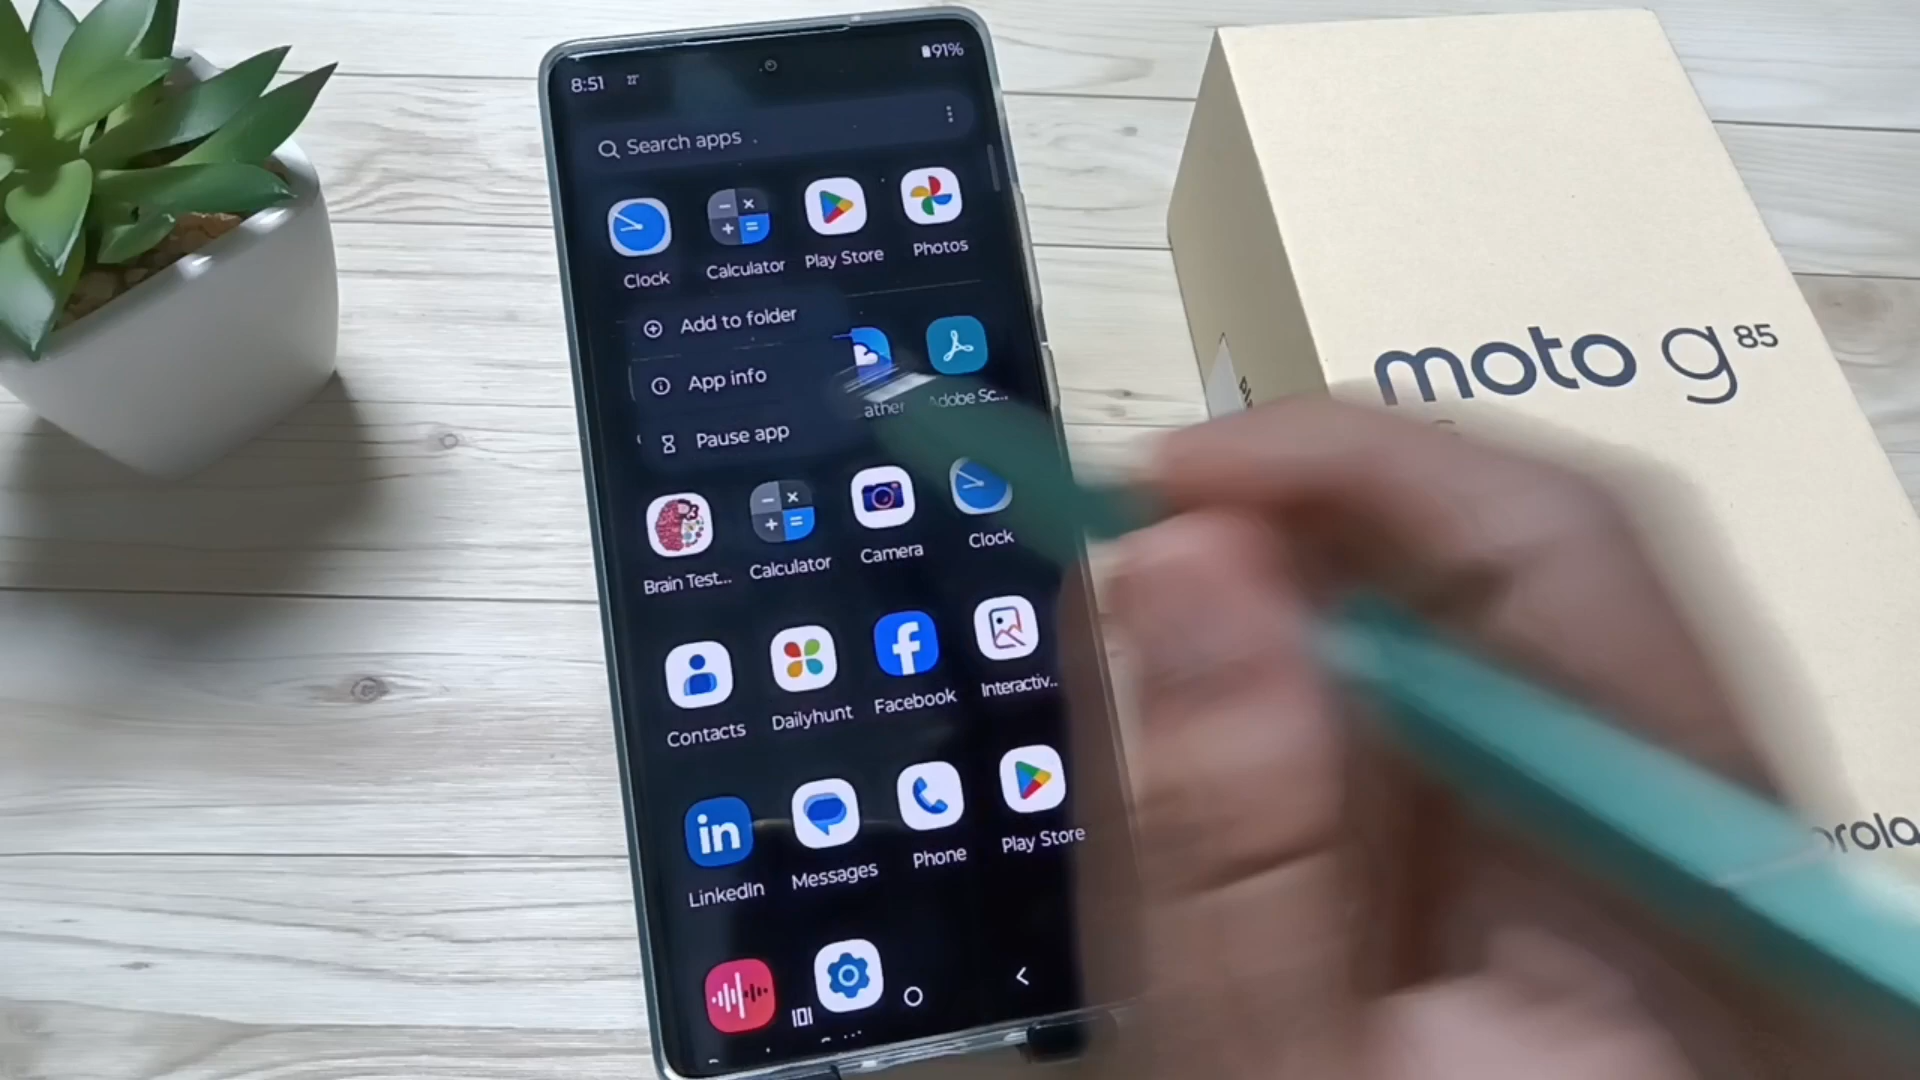 8:51
91%
Search apps
Clock
Calculator
Play Store
Photos
Add to folder
App info
Pause app
ather
Adobe Sc...
Brain Test...
Calculator
Camera
Clock
Contacts
Dailyhunt
Facebook
Interactiv..
LinkedIn
Messages
Phone
Play Store
in
moto g85
orola